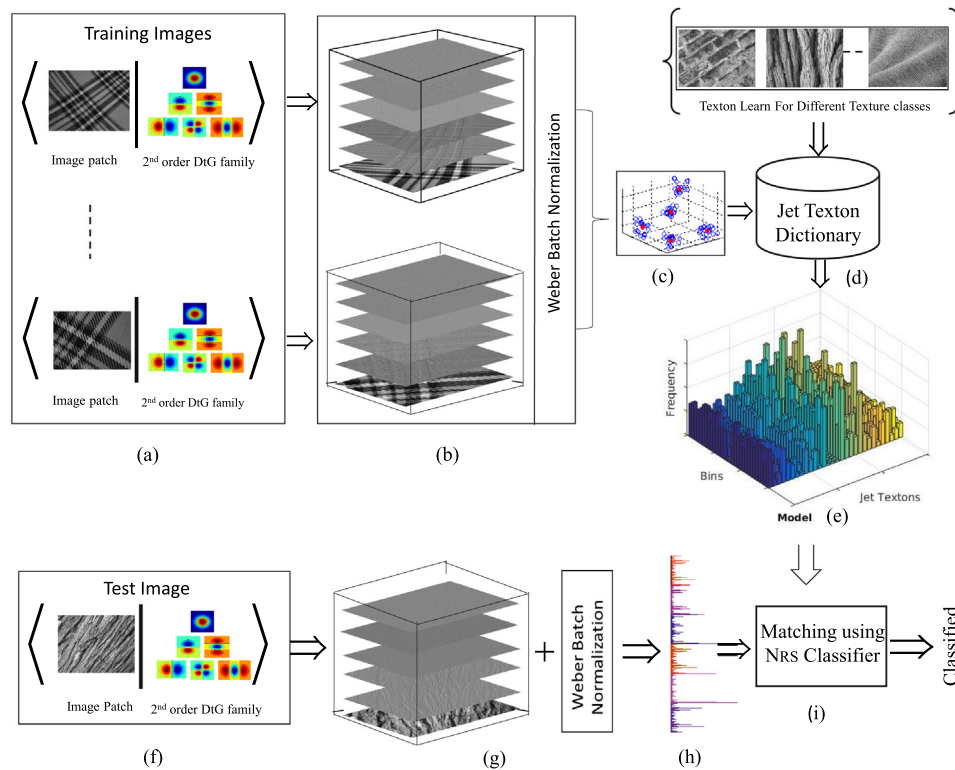 Training Images
Image patch
2nd order DtG family
Image patch
2nd order DtG family
(a)
Weber Batch Normalization
(b)
(c)
Texton Learn For Different Texture classes
Jet Texton
Dictionary
(d)
Frequency
Bins
Jet Textons
Model
(e)
Test Image
Image Patch
2nd order DtG family
(f)
(g)
+
Weber Batch
Normalization
(h)
Matching using
NRS Classifier
(i)
Classified